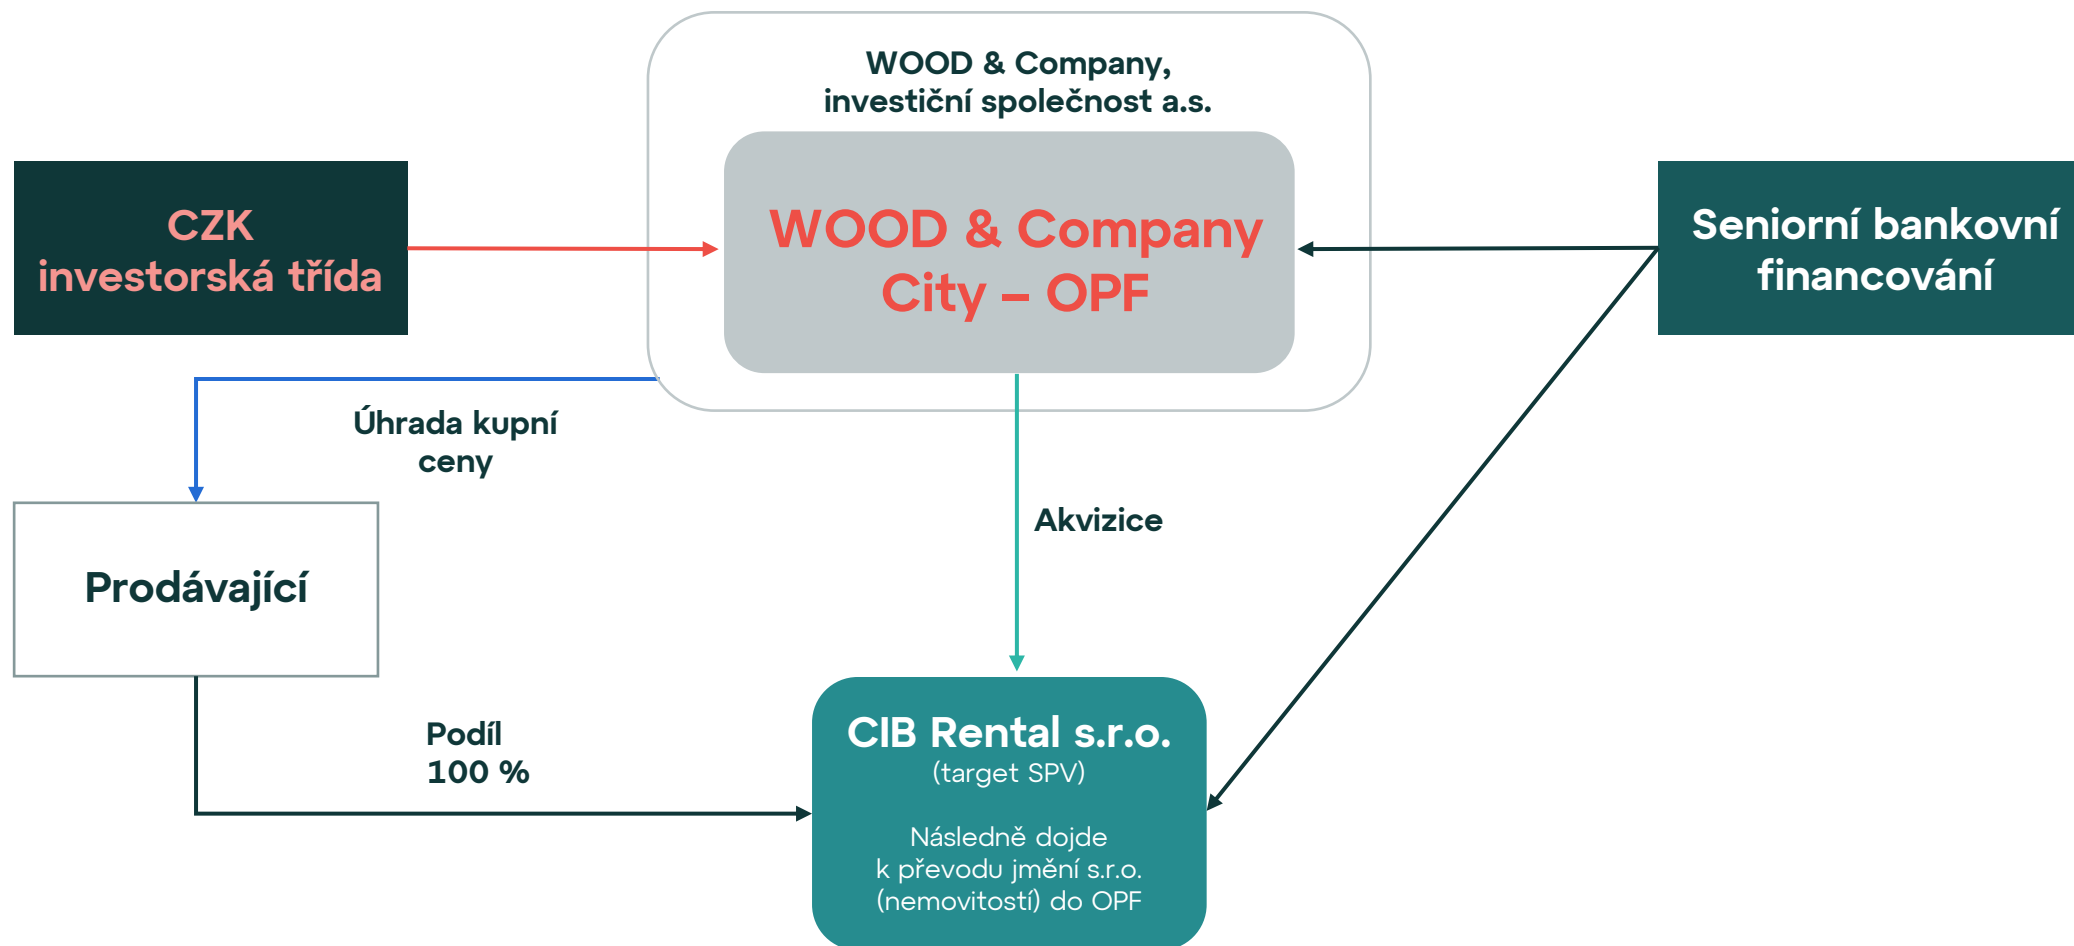 WOOD & Company,
investiční společnost a.s.
CZK
investorská třída
WOOD & Company
City – OPF
Seniorní bankovní
financování
Úhrada kupní
ceny
Akvizice
Prodávající
Podíl
100 %
CIB Rental s.r.o.
(target SPV)
Následně dojde
k převodu jmění s.r.o.
(nemovitostí) do OPF